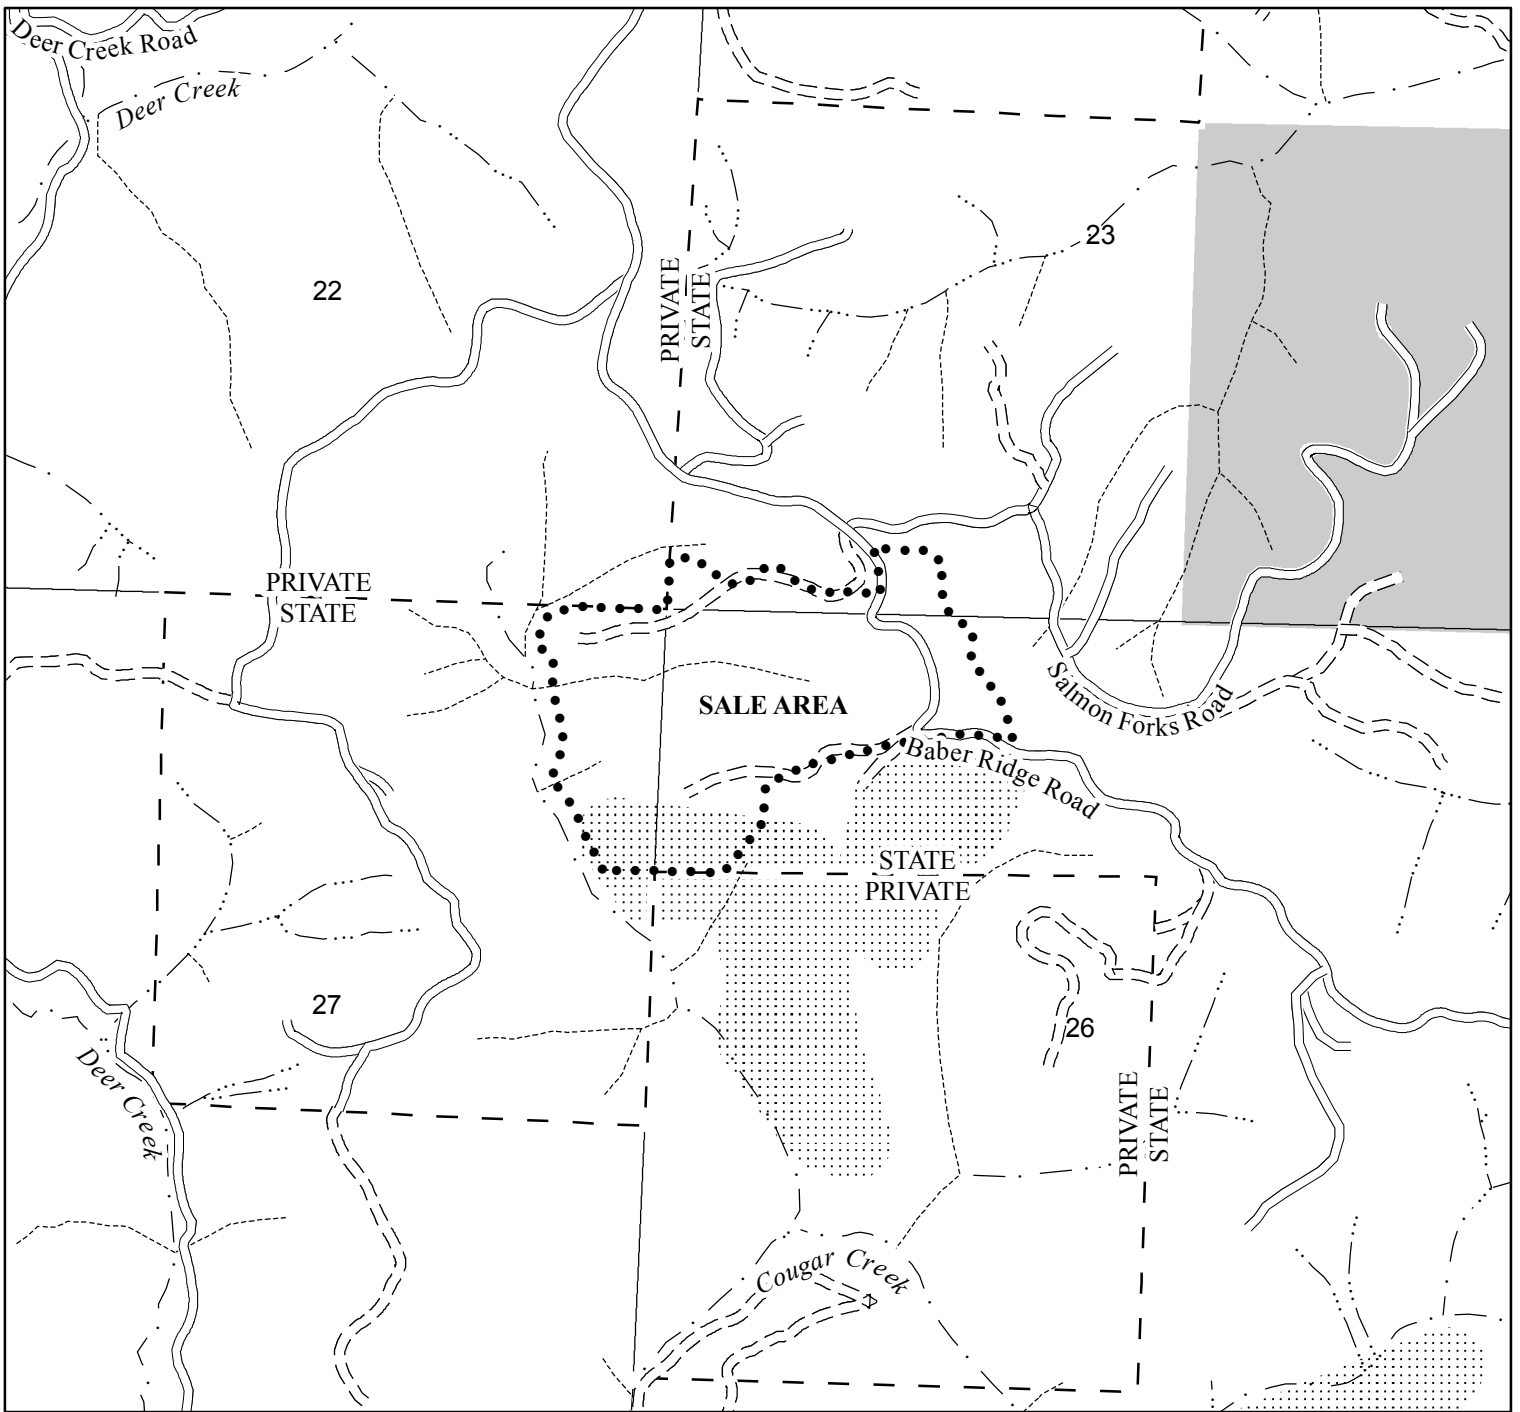 Deer Creek Road
Deer Creek
23
22
PRIVATE
STATE
PRIVATE
STATE
SALE AREA
Salmon Forks Road
Baber Ridge Road
STATE
PRIVATE
27
26
Deer Creek
PRIVATE
STATE
Cougar Creek